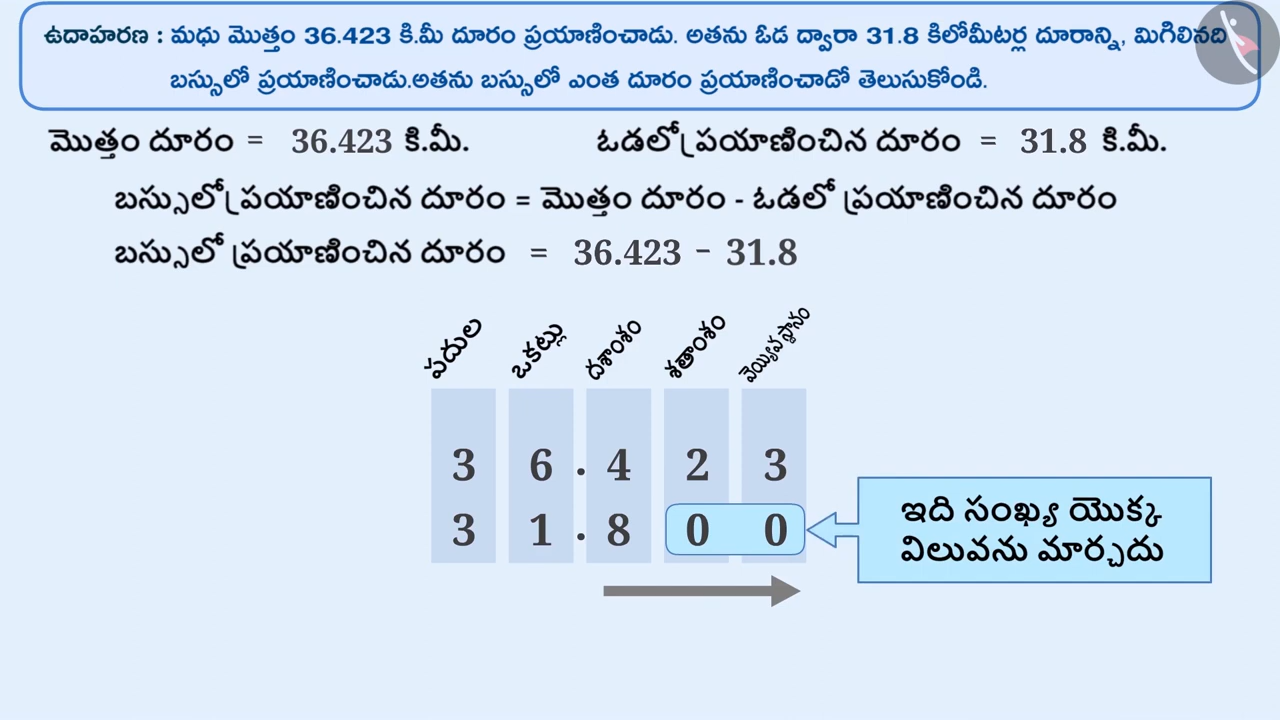 ఉదాహరణ : మధు మొత్తం 36.423 కి.మీ దూరం ప్రయాణించాడు. అతను ఓడ ద్వారా 31.8 కిలోమీటర్ల దూరాన్ని, మిగిలినది
బస్సులో ప్రయాణించాడు.అతను బస్సులో ఎంత దూరం ప్రయాణించాడో తెలుసుకోండి.
మొత్తం దూరం = 36.423 కి.మీ. ఓడలో ప్రయాణించిన దూరం = 31.8 కి.మీ.
బస్సులో ప్రయాణించిన దూరం = మొత్తం దూరం - ఓడలో ప్రయాణించిన దూరం
బస్సులో ప్రయాణించిన దూరం = 36.423 - 31.8
పదుల ఒకట్లు దశాంశం శతాంశం వెయ్యివస్థానం
3 6 . 4 2 3
3 1 . 8 0 0
ఇది సంఖ్య యొక్క
విలువను మార్చదు